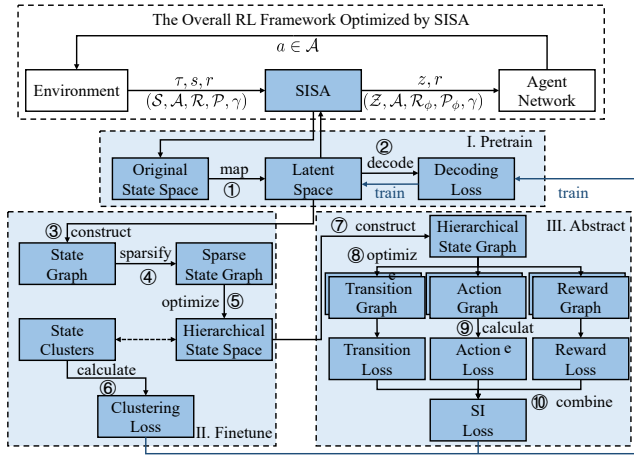 The Overall RL Framework Optimized by SISA
a ∈ 𝒜
Environment
τ, s, r
(𝒮, 𝒜, ℛ, 𝒫, γ)
SISA
z, r
(𝒵, 𝒜, ℛ_ϕ, 𝒫_ϕ, γ)
Agent
Network
I. Pretrain
Original
State Space
map
①
Latent
Space
②
decode
train
Decoding
Loss
train
③ construct
State
Graph
sparsify
④
Sparse
State Graph
optimize ⑤
State
Clusters
Hierarchical
State Space
calculate
⑥
Clustering
Loss
II. Finetune
⑦ construct
Hierarchical
State Graph
III. Abstract
⑧ optimiz
e
Transition
Graph
Action
Graph
Reward
Graph
⑨ calculat
e
Transition
Loss
Action
Loss
Reward
Loss
⑩ combine
SI
Loss